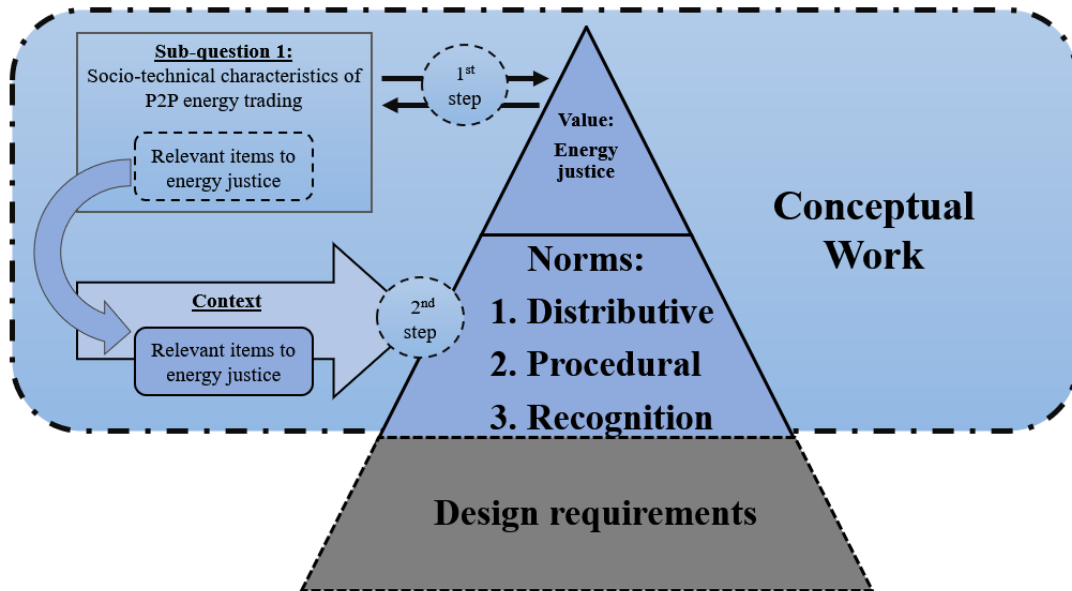 Sub-question 1:
Socio-technical characteristics of
P2P energy trading
Relevant items to
energy justice
1st
step
Value:
Energy
justice
Conceptual
Work
Norms:
1. Distributive
2. Procedural
3. Recognition
Context
Relevant items to
energy justice
2nd
step
Design requirements